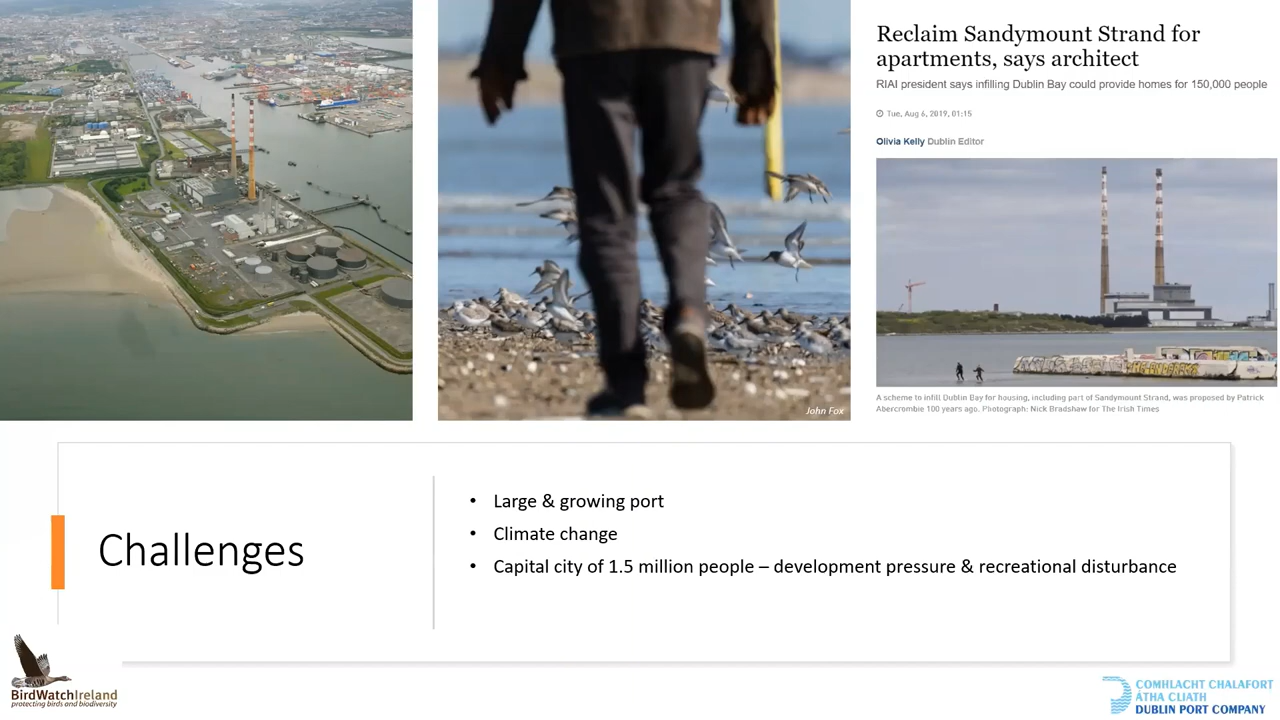 Reclaim Sandymount Strand for
apartments, says architect
RIAI president says infilling Dublin Bay could provide homes for 150,000 people
Tue, Aug 6, 2019, 01:15
Olivia Kelly Dublin Editor
A scheme to infill Dublin Bay for housing, including part of Sandymount Strand, was proposed by Patrick
Abercrombie 100 years ago. Photograph: Nick Bradshaw for The Irish Times
John Fox
Challenges
• Large & growing port
• Climate change
• Capital city of 1.5 million people – development pressure & recreational disturbance
BirdWatchIreland
protecting birds and biodiversity
COMHLACHT CHALAFORT
ÁTHA CLIATH
DUBLIN PORT COMPANY